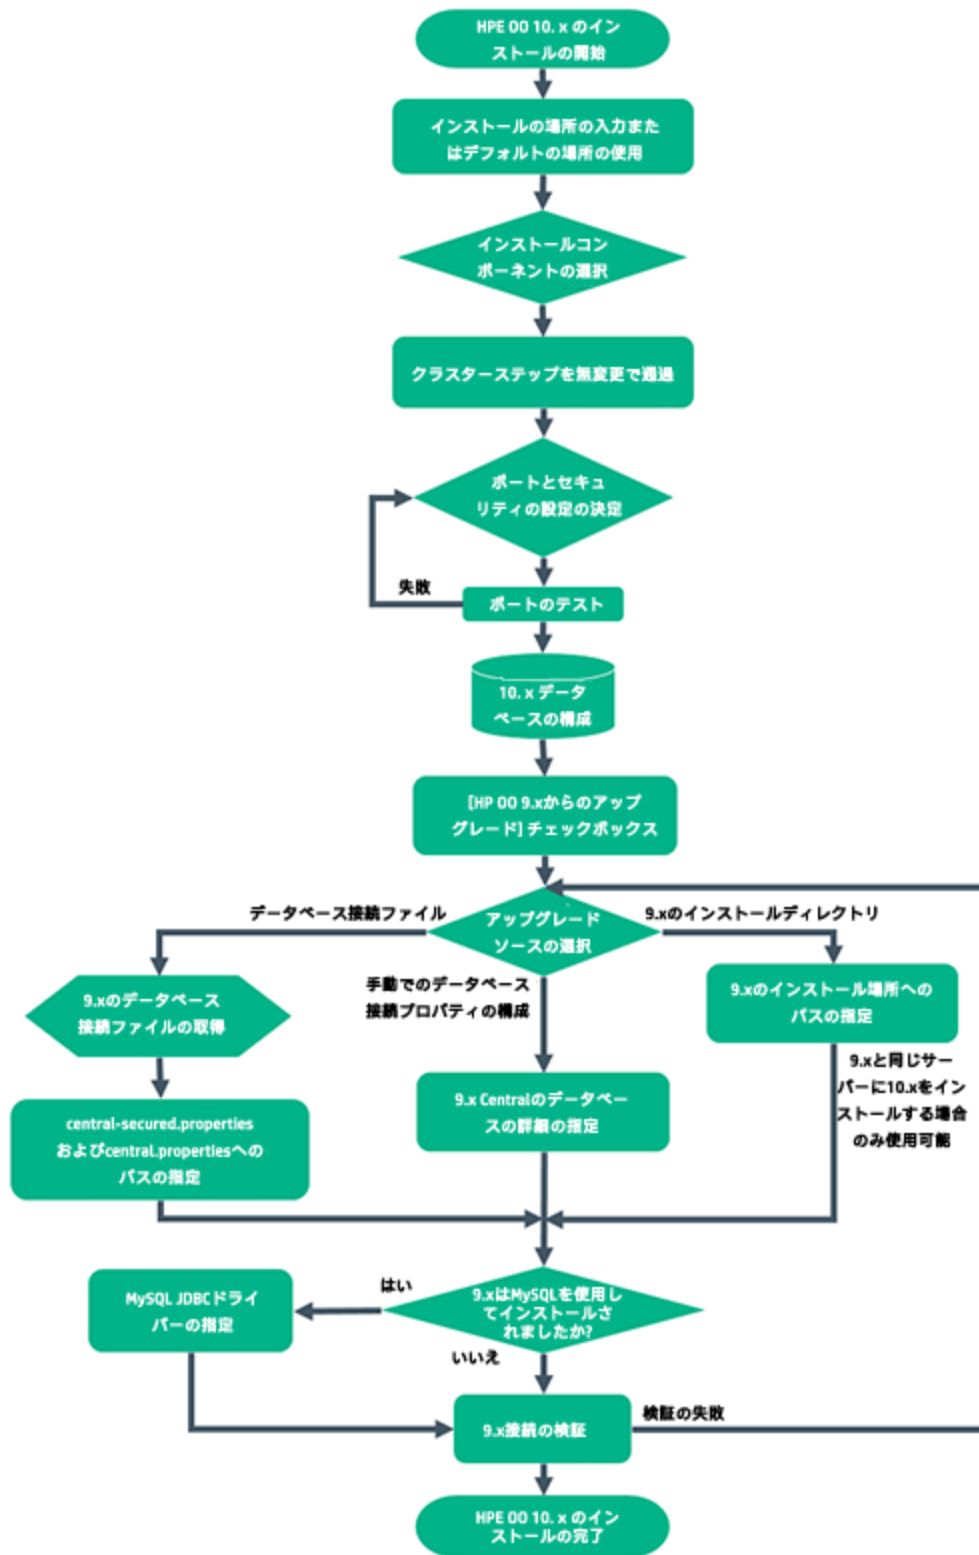 HPE OO 10. x のイン
ストールの開始
インストールの場所の入力また
はデフォルトの場所の使用
インストールコン
ポーネントの選択
クラスターステップを無変更で通過
ポートとセキュ
リティの設定の決定
失敗
ポートのテスト
10. x データ
ベースの構成
[HP OO 9.xからのアップ
グレード] チェックボックス
データベース接続ファイル
アップグレード
ソースの選択
9.xのインストールディレクトリ
手動でのデータベース
接続プロパティの構成
9.xのデータベース
接続ファイルの取得
9.xのインストール場所への
パスの指定
9.xと同じサー
バーに10.xをイン
ストールする場合
のみ使用可能
central-secured.properties
およびcentral.propertiesへの
パスの指定
9.x Centralのデータベー
スの詳細の指定
はい
MySQL JDBCドライ
バーの指定
9.xはMySQLを使用し
てインストールさ
れましたか?
いいえ
9.x接続の検証
検証の失敗
HPE OO 10. x のイン
ストールの完了